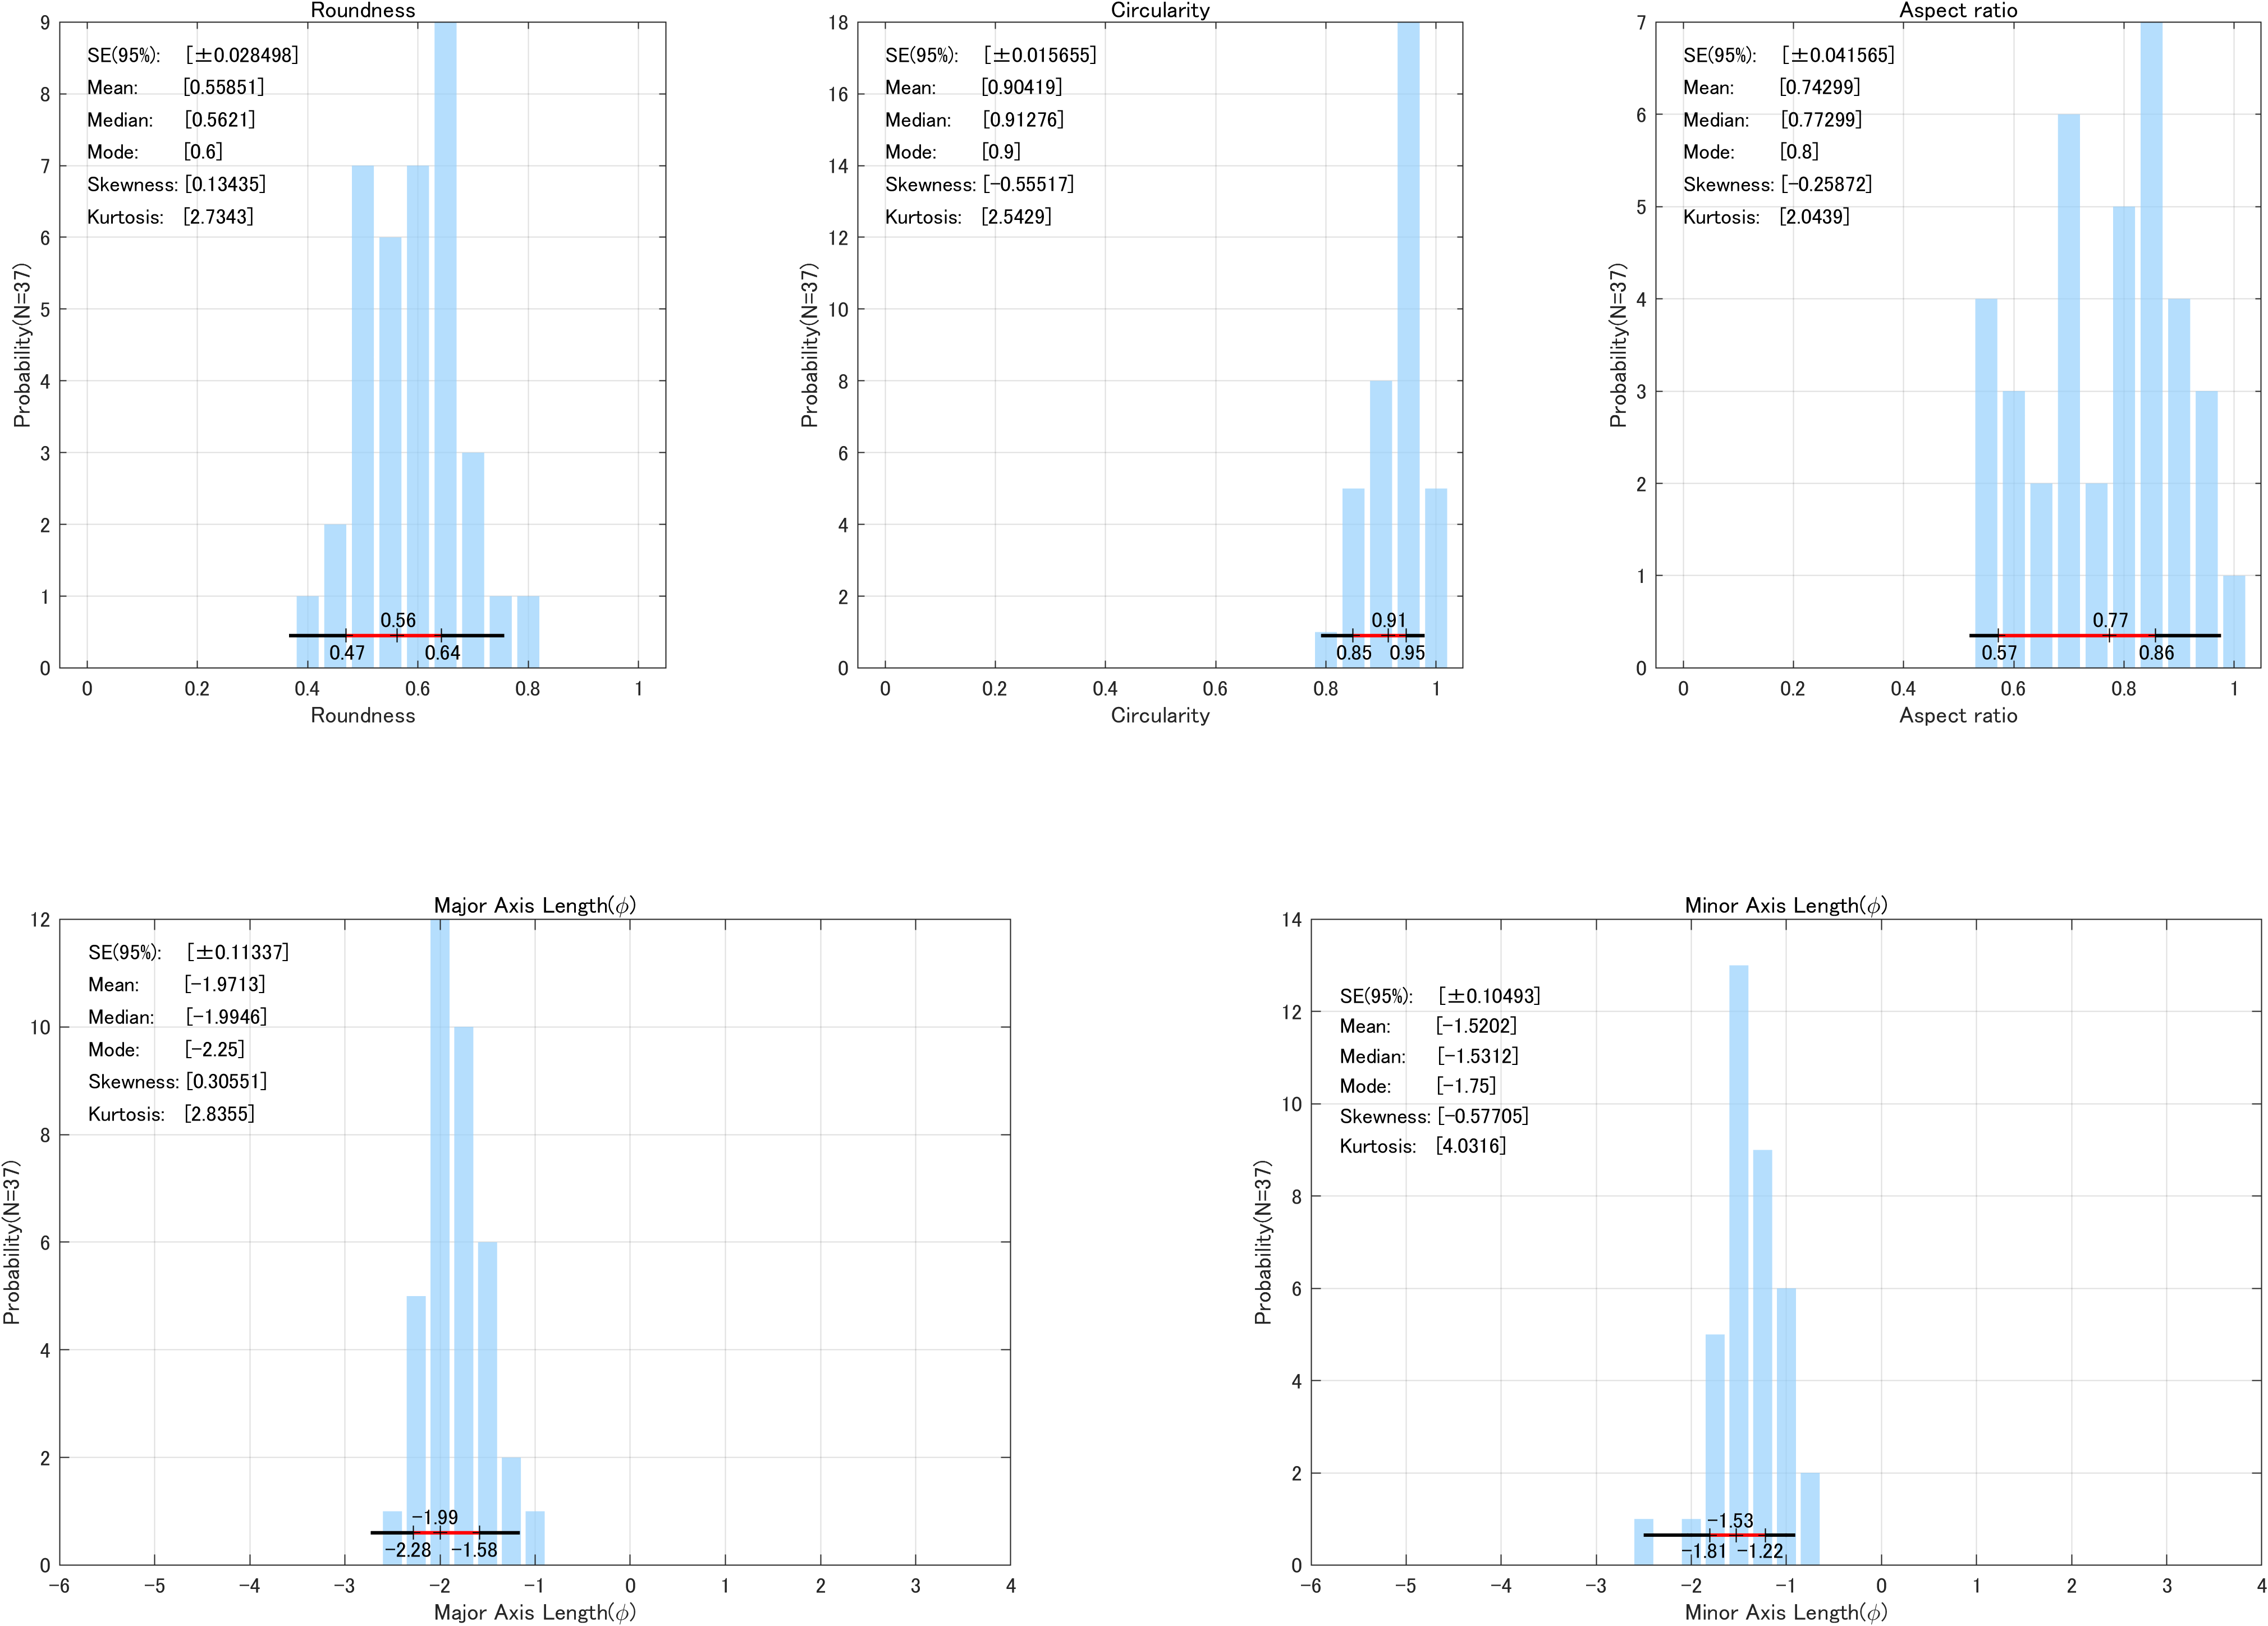 Roundness
SE(95%): [±0.028498]
Mean: [0.55851]
Median: [0.5621]
Mode: [0.6]
Skewness: [0.13435]
Kurtosis: [2.7343]
Probability(N=37)
9
8
7
6
5
4
3
2
1
0
0.56
0.47 0.64
0 0.2 0.4 0.6 0.8 1
Roundness
Circularity
SE(95%): [±0.015655]
Mean: [0.90419]
Median: [0.91276]
Mode: [0.9]
Skewness: [-0.55517]
Kurtosis: [2.5429]
Probability(N=37)
18
16
14
12
10
8
6
4
2
0
0.91
0.85 0.95
0 0.2 0.4 0.6 0.8 1
Circularity
Aspect ratio
SE(95%): [±0.041565]
Mean: [0.74299]
Median: [0.77299]
Mode: [0.8]
Skewness: [-0.25872]
Kurtosis: [2.0439]
Probability(N=37)
7
6
5
4
3
2
1
0
0.77
0.57 0.86
0 0.2 0.4 0.6 0.8 1
Aspect ratio
Major Axis Length(ϕ)
SE(95%): [±0.11337]
Mean: [-1.9713]
Median: [-1.9946]
Mode: [-2.25]
Skewness: [0.30551]
Kurtosis: [2.8355]
Probability(N=37)
12
10
8
6
4
2
0
-1.99
-2.28 -1.58
-6 -5 -4 -3 -2 -1 0 1 2 3 4
Major Axis Length(ϕ)
Minor Axis Length(ϕ)
SE(95%): [±0.10493]
Mean: [-1.5202]
Median: [-1.5312]
Mode: [-1.75]
Skewness: [-0.57705]
Kurtosis: [4.0316]
Probability(N=37)
14
12
10
8
6
4
2
0
-1.53
-1.81 -1.22
-6 -5 -4 -3 -2 -1 0 1 2 3 4
Minor Axis Length(ϕ)